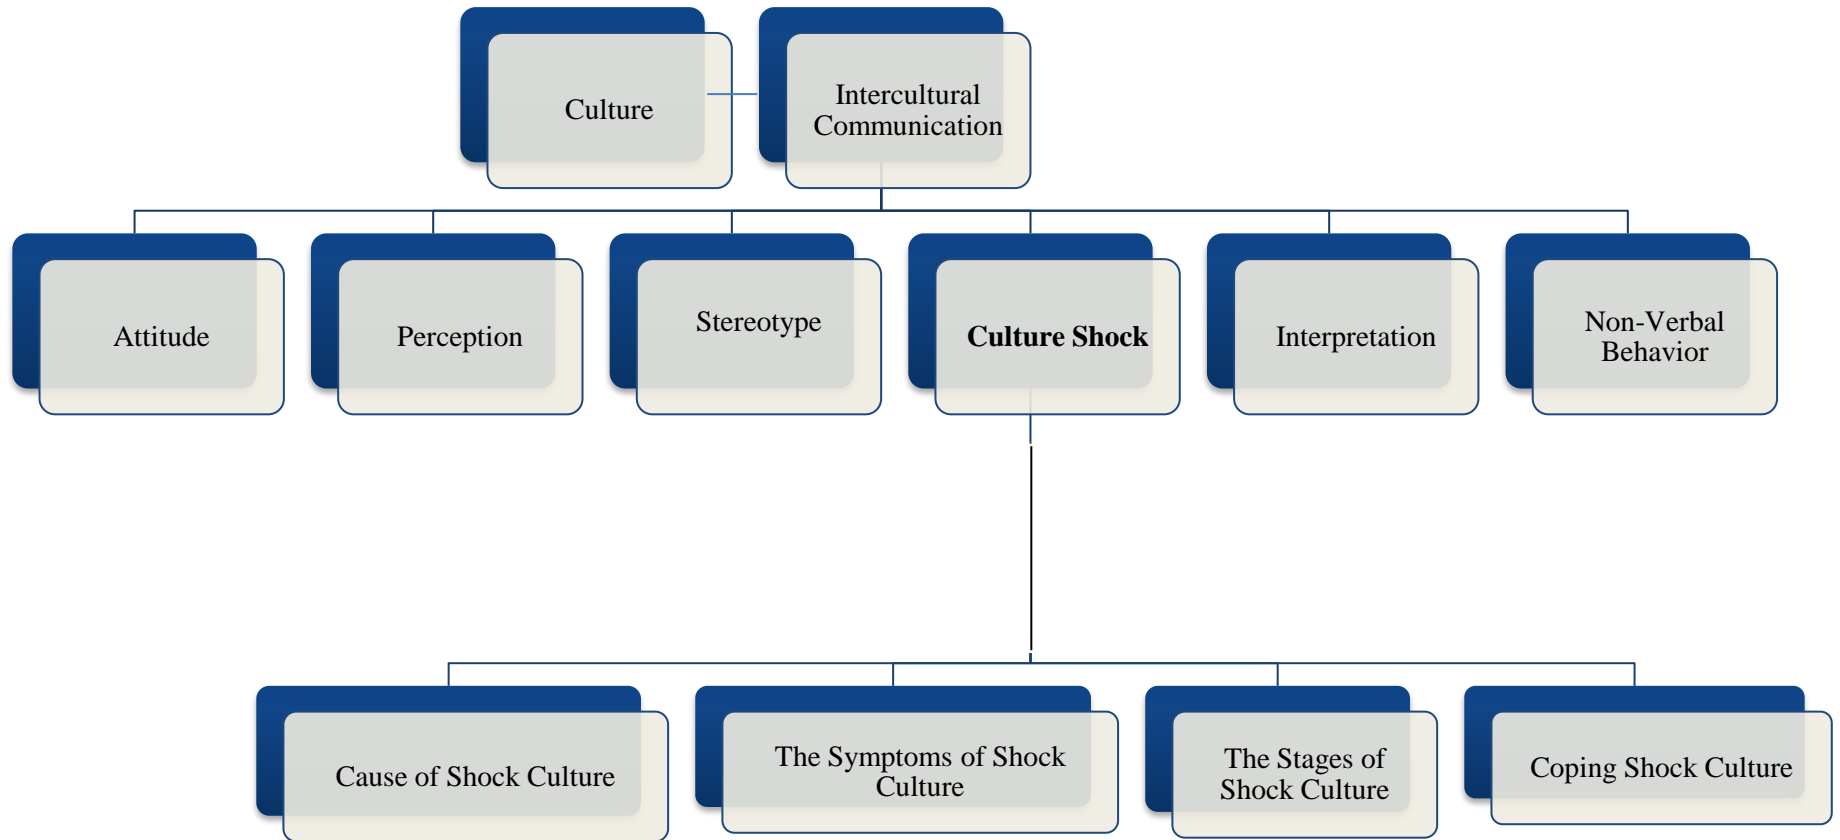 Culture
Intercultural
Communication
Attitude
Perception
Stereotype
Culture Shock
Interpretation
Non-Verbal
Behavior
Cause of Shock Culture
The Symptoms of Shock
Culture
The Stages of
Shock Culture
Coping Shock Culture